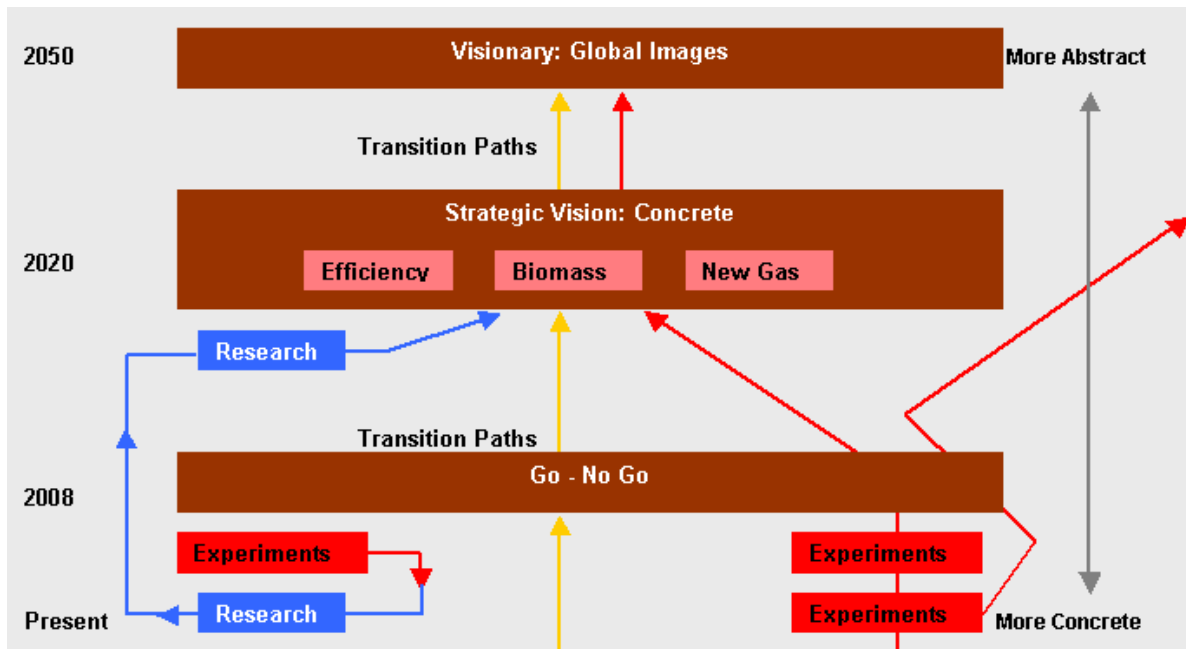 2050
Visionary: Global Images
More Abstract
Transition Paths
Strategic Vision: Concrete
2020
Efficiency
Biomass
New Gas
Research
Transition Paths
Go - No Go
2008
Experiments
Experiments
Present
Research
Experiments
More Concrete